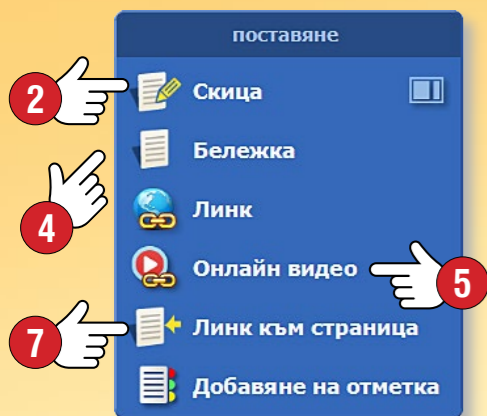 поставяне
2
Скица
Бележка
4
Линк
Онлайн видео
5
7
Линк към страница
Добавяне на отметка